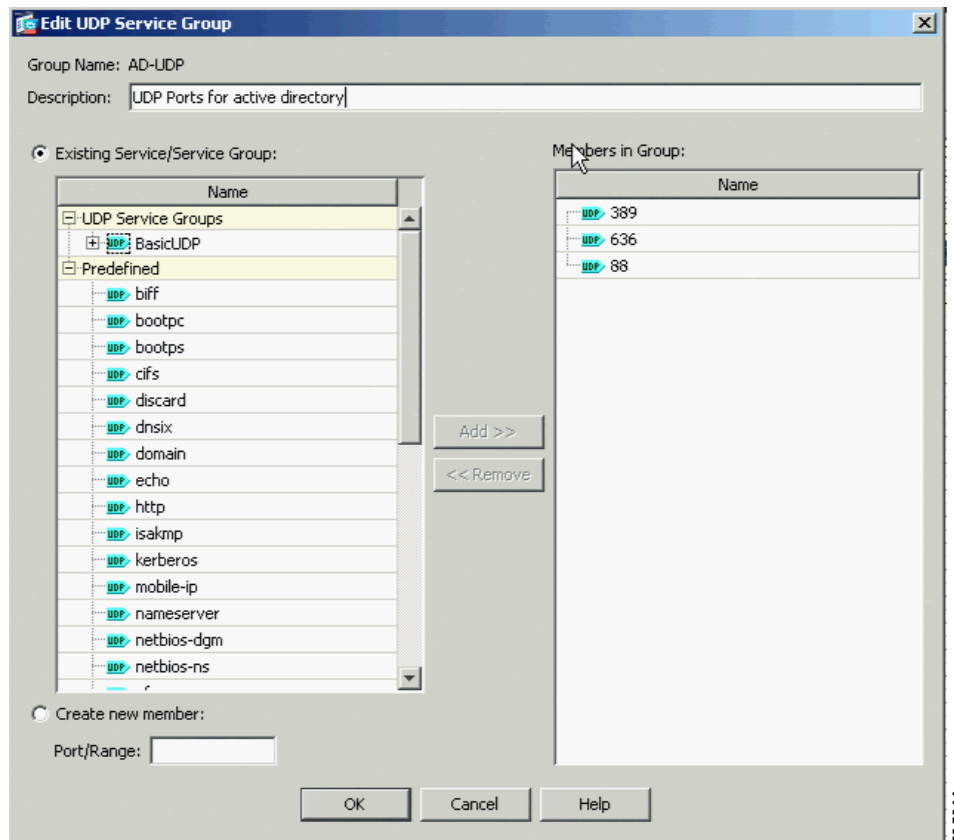 Edit UDP Service Group
Group Name: AD-UDP
Description: UDP Ports for active directory
Existing Service/Service Group:
Name
UDP Service Groups
UDP BasicUDP
Predefined
UDP biff
UDP bootpc
UDP bootps
UDP cifs
UDP discard
UDP dnsix
UDP domain
UDP echo
UDP http
UDP isakmp
UDP kerberos
UDP mobile-ip
UDP nameserver
UDP netbios-dgm
UDP netbios-ns
Add >>
<< Remove
Members in Group:
Name
UDP 389
UDP 636
UDP 88
Create new member:
Port/Range:
OK
Cancel
Help